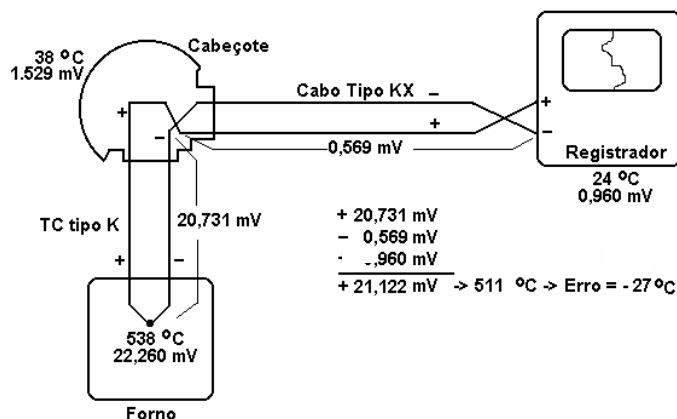 38 ºC
1.529 mV
Cabeçote
+
-
Cabo Tipo KX
-
+
0,569 mV
+
-
Registrador
24 ºC
0,960 mV
TC tipo K
20,731 mV
+
-
+ 20,731 mV
- 0,569 mV
,960 mV
+ 21,122 mV -> 511 ºC -> Erro = - 27 ºC
538 ºC
22,260 mV
Forno